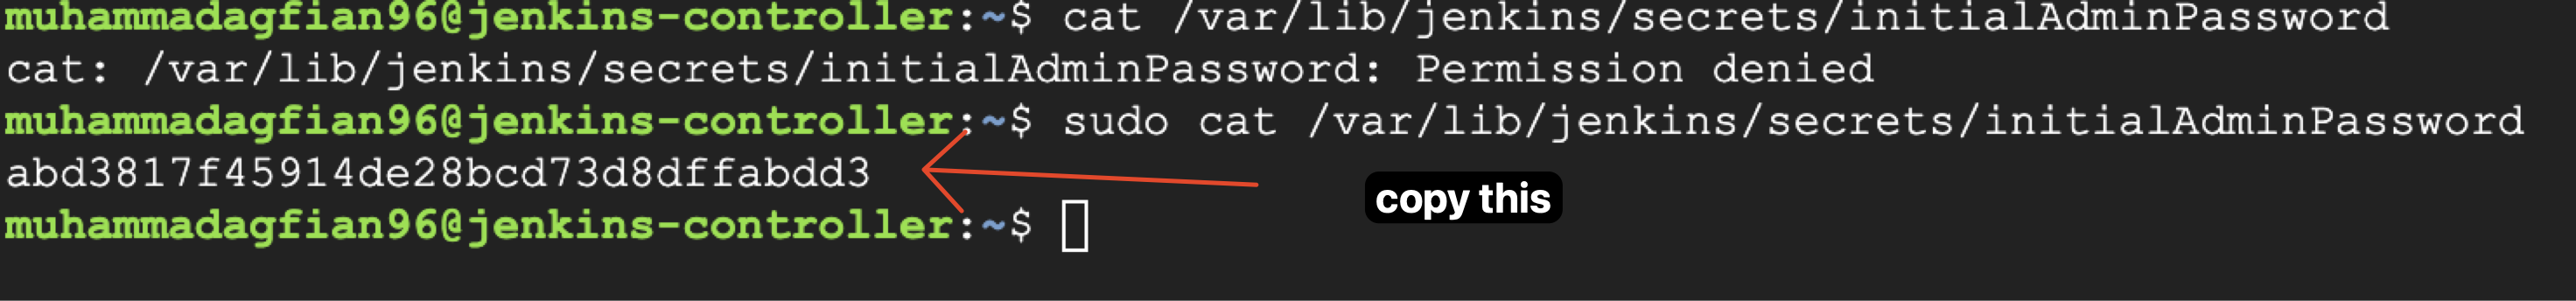 muhammadagfian96@jenkins-controller:~$ cat /var/lib/jenkins/secrets/initialAdminPassword
cat: /var/lib/jenkins/secrets/initialAdminPassword: Permission denied
muhammadagfian96@jenkins-controller:~$ sudo cat /var/lib/jenkins/secrets/initialAdminPassword
abd3817f45914de28bcd73d8dffabdd3
copy this
muhammadagfian96@jenkins-controller:~$